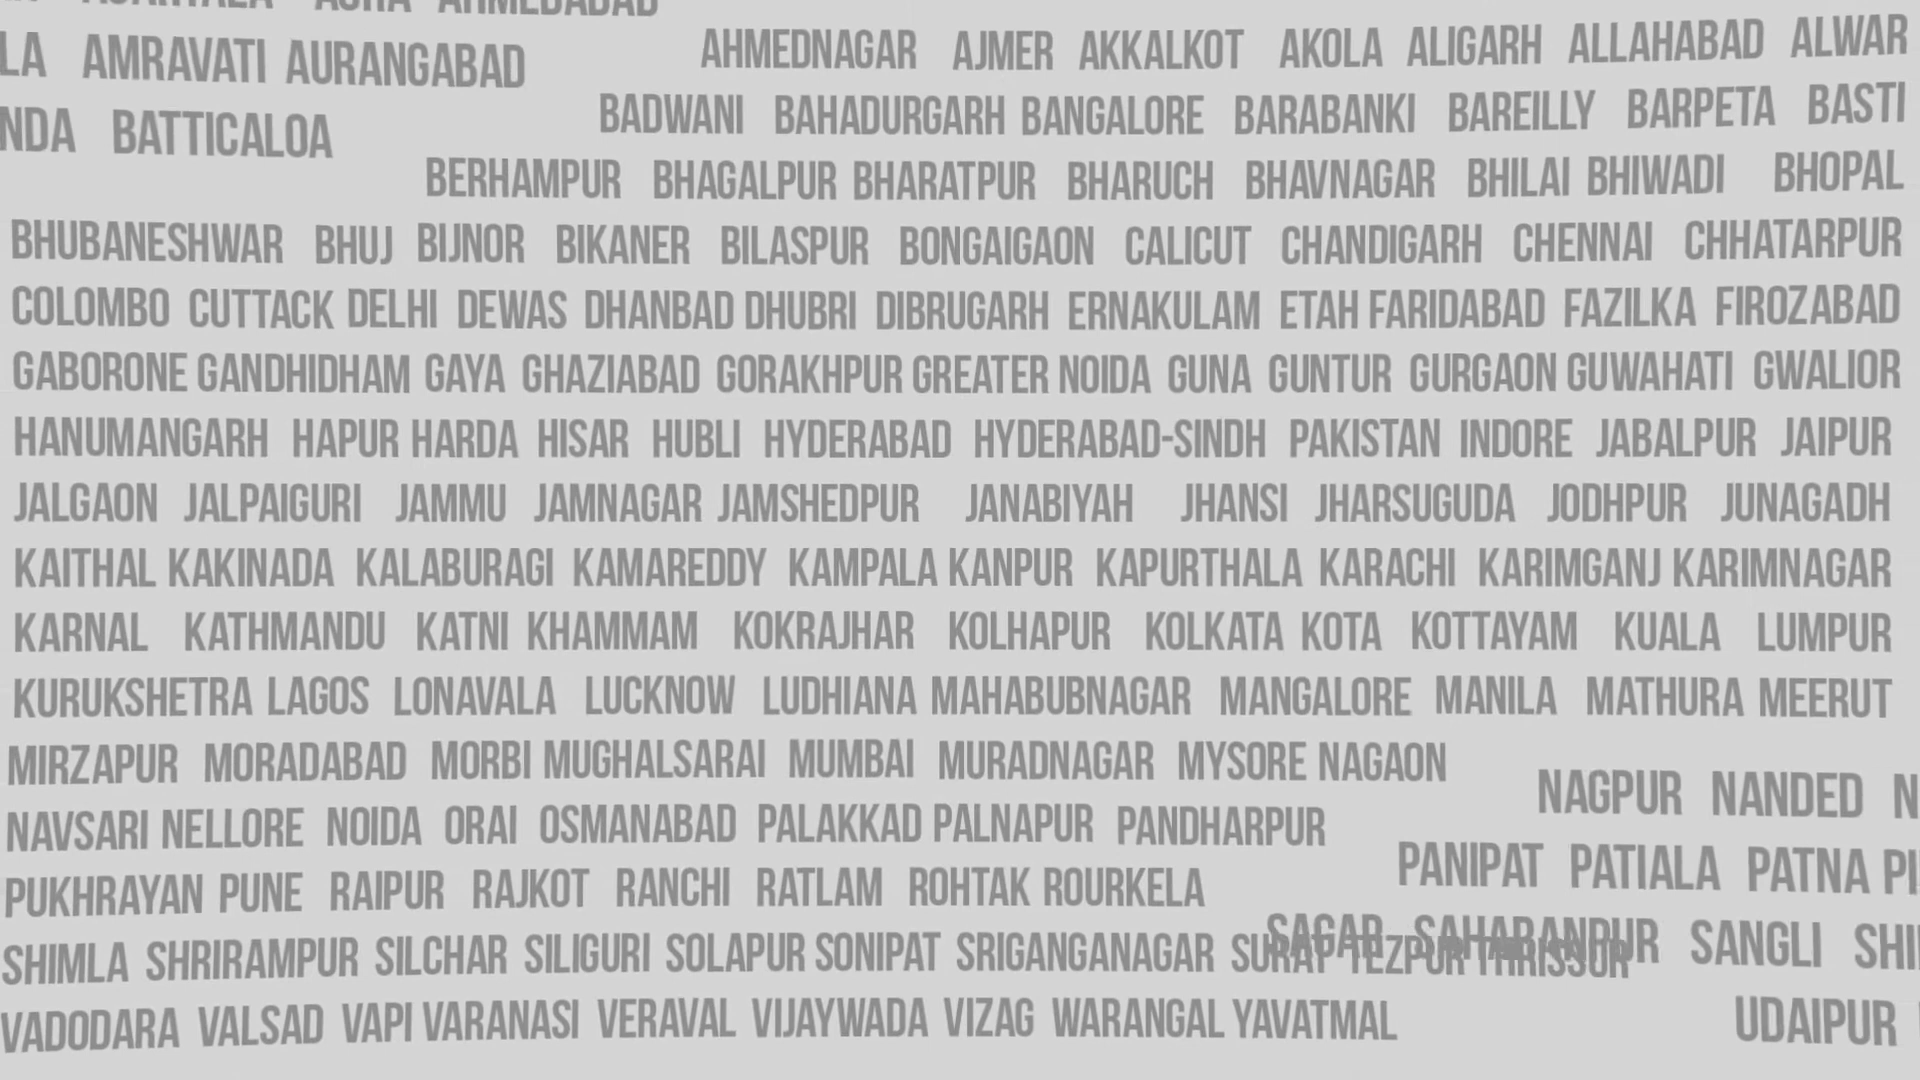 AHMEDABAD
AMRAVATI AURANGABAD
AHMEDNAGAR AJMER AKKALKOT AKOLA ALIGARH ALLAHABAD ALWAR
BATTICALOA
BADWANI BAHADURGARH BANGALORE BARABANKI BAREILLY BARPETA BASTI
BERHAMPUR BHAGALPUR BHARATPUR BHARUCH BHAVNAGAR BHILAI BHIWADI BHOPAL
BHUBANESHWAR BHUJ BIJNOR BIKANER BILASPUR BONGAIGAON CALICUT CHANDIGARH CHENNAI CHHATARPUR
COLOMBO CUTTACK DELHI DEWAS DHANBAD DHUBRI DIBRUGARH ERNAKULAM ETAH FARIDABAD FAZILKA FIROZABAD
GABORONE GANDHIDHAM GAYA GHAZIABAD GORAKHPUR GREATER NOIDA GUNA GUNTUR GURGAON GUWAHATI GWALIOR
HANUMANGARH HAPUR HARDA HISAR HUBLI HYDERABAD HYDERABAD-SINDH PAKISTAN INDORE JABALPUR JAIPUR
JALGAON JALPAIGURI JAMMU JAMNAGAR JAMSHEDPUR JANABIYAH JHANSI JHARSUGUDA JODHPUR JUNAGADH
KAITHAL KAKINADA KALABURAGI KAMAREDDY KAMPALA KANPUR KAPURTHALA KARACHI KARIMGANJ KARIMNAGAR
KARNAL KATHMANDU KATNI KHAMMAM KOKRAJHAR KOLHAPUR KOLKATA KOTA KOTTAYAM KUALA LUMPUR
KURUKSHETRA LAGOS LONAVALA LUCKNOW LUDHIANA MAHABUBNAGAR MANGALORE MANILA MATHURA MEERUT
MIRZAPUR MORADABAD MORBI MUGHALSARAI MUMBAI MURADNAGAR MYSORE NAGAON
NAGPUR NANDED
NAVSARI NELLORE NOIDA ORAI OSMANABAD PALAKKAD PALNAPUR PANDHARPUR
PANIPAT PATIALA PATNA
PUKHRAYAN PUNE RAIPUR RAJKOT RANCHI RATLAM ROHTAK ROURKELA
SAGAR SAHARANPUR SANGLI
SHIMLA SHRIRAMPUR SILCHAR SILIGURI SOLAPUR SONIPAT SRIGANGANAGAR SURAT TEZPUR THRISSUR
UDAIPUR
VADODARA VALSAD VAPI VARANASI VERAVAL VIJAYWADA VIZAG WARANGAL YAVATMAL